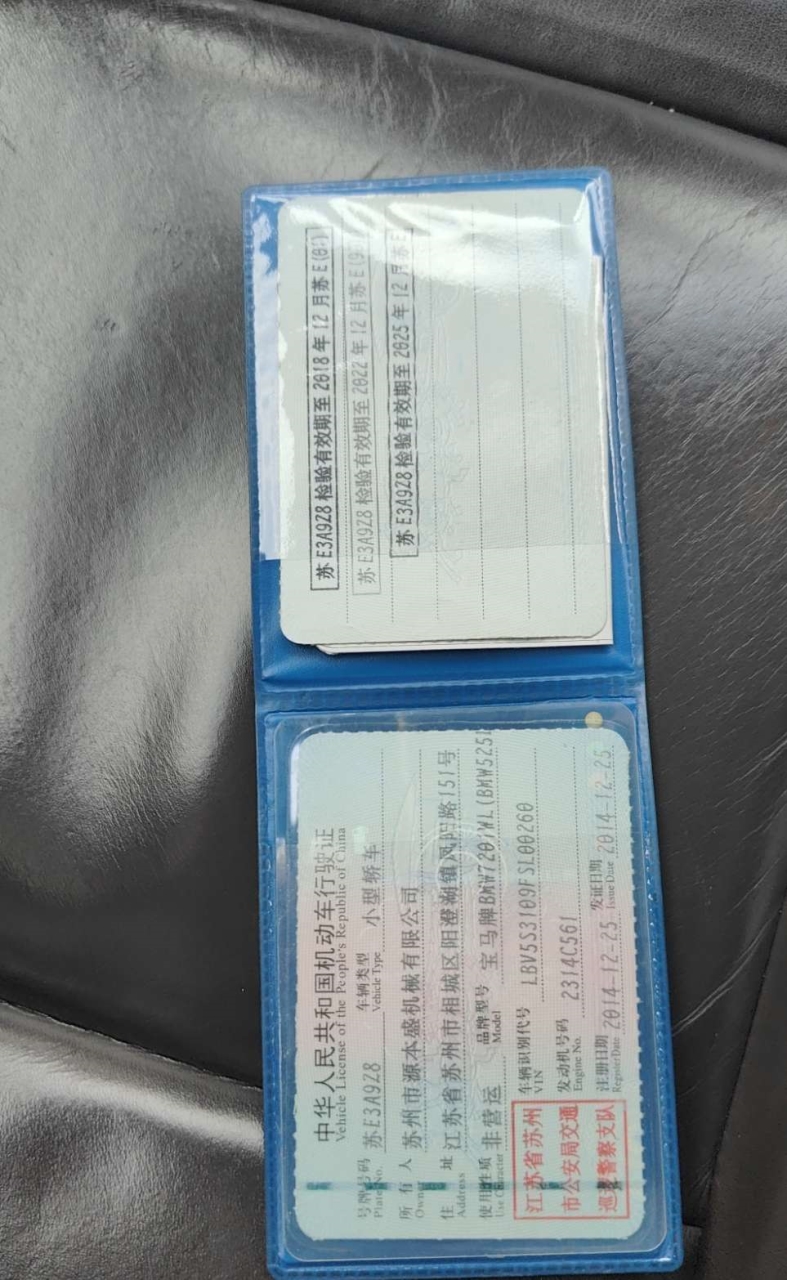 中华人民共和国机动车行驶证
Vehicle License of the People's Republic of China
号牌号码 苏E3A9Z8 车辆类型 小型轿车
Plate No. Vehicle Type
所有人 苏州市源本盛机械有限公司
Owner
住址 江苏省苏州市相城区阳澄湖镇凤阳路151号
Address
使用性质 非营运 品牌型号 宝马牌BMW7201WL(BMW525L
Use Character Model
车辆识别代号 LBV5S3109FSL00260
VIN
发动机号码 2314C561
Engine No.
注册日期 2014-12-25 发证日期 2014-12-25
Register Date Issue Date
江苏省苏州
市公安局交通
巡逻警察支队
苏E3A9Z8 检验有效期至 2018 年 12 月苏E
苏E3A9Z8 检验有效期至 2022 年 12 月苏E
苏E3A9Z8 检验有效期至 2025 年 12 月苏E